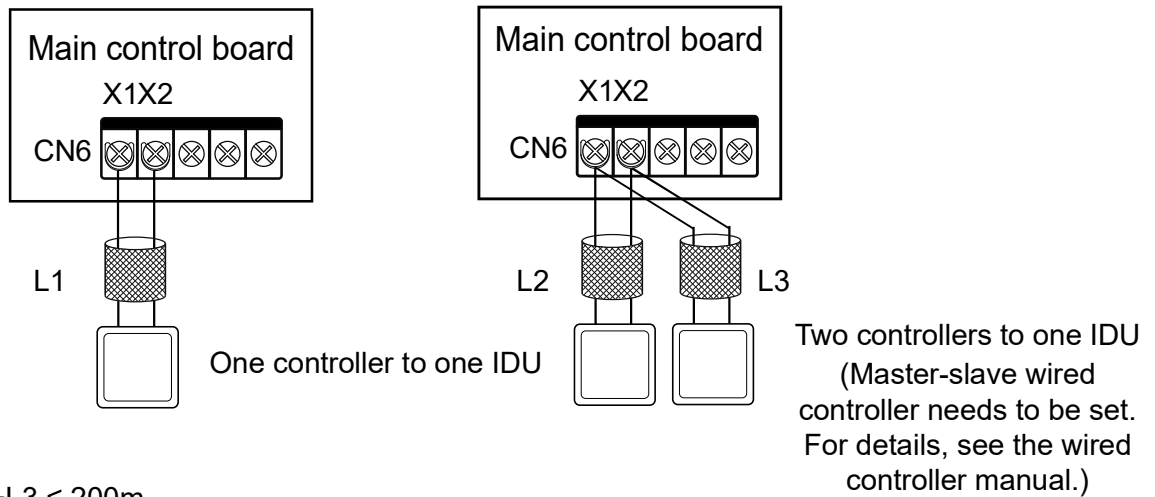 Main control board
X1X2
CN6
L1
One controller to one IDU
Main control board
X1X2
CN6
L2
L3
Two controllers to one IDU
(Master-slave wired
controller needs to be set.
For details, see the wired
controller manual.)
200m